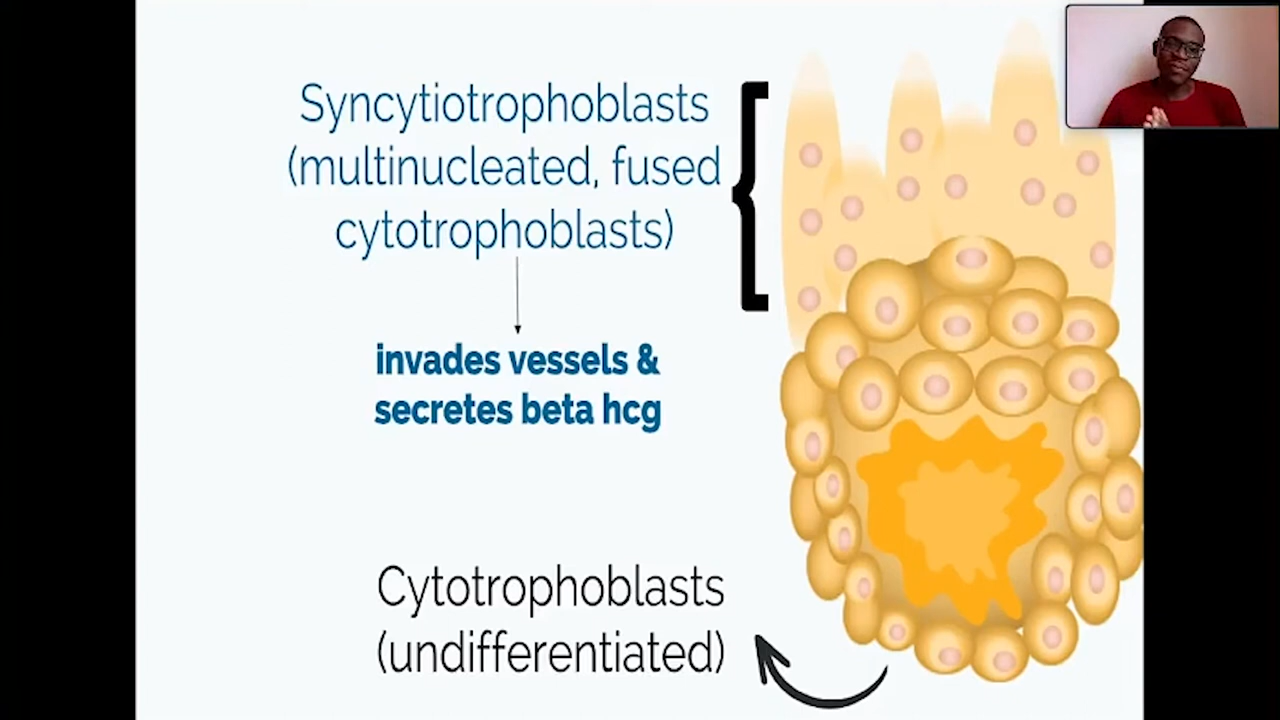 Syncytiotrophoblasts
(multinucleated, fused
cytotrophoblasts)
invades vessels &
secretes beta hcg
Cytotrophoblasts
(undifferentiated)